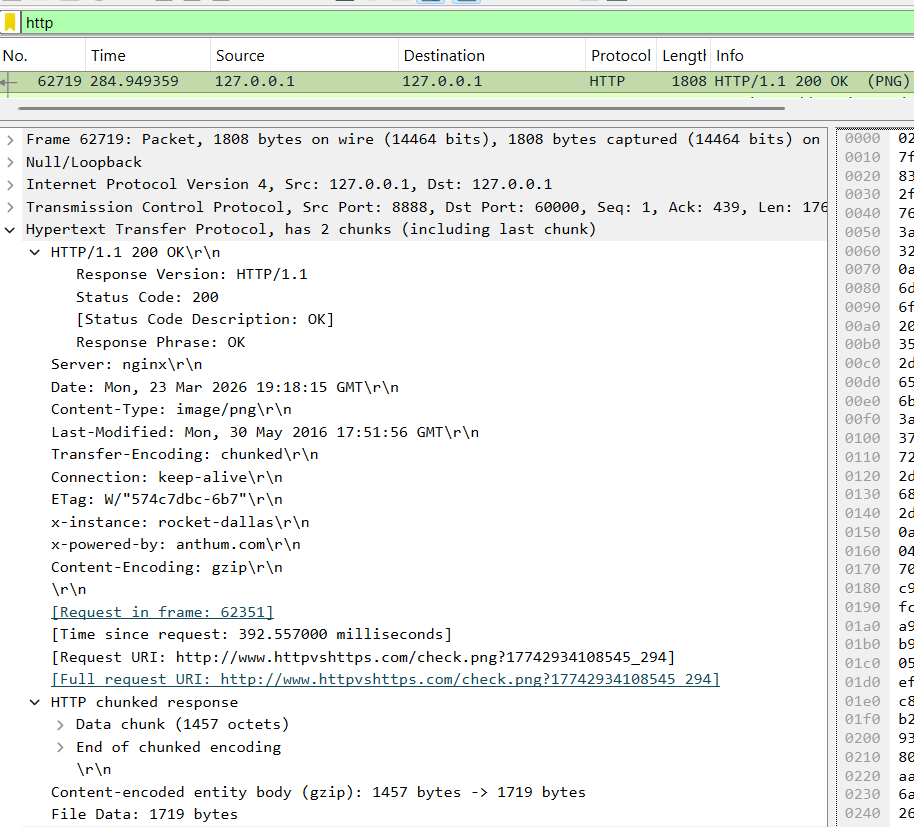 http
No. Time Source Destination Protocol Length Info
62719 284.949359 127.0.0.1 127.0.0.1 HTTP 1808 HTTP/1.1 200 OK (PNG)
Frame 62719: Packet, 1808 bytes on wire (14464 bits), 1808 bytes captured (14464 bits) on
Null/Loopback
Internet Protocol Version 4, Src: 127.0.0.1, Dst: 127.0.0.1
Transmission Control Protocol, Src Port: 8888, Dst Port: 60000, Seq: 1, Ack: 439, Len: 176
Hypertext Transfer Protocol, has 2 chunks (including last chunk)
HTTP/1.1 200 OK\r\n
Response Version: HTTP/1.1
Status Code: 200
[Status Code Description: OK]
Response Phrase: OK
Server: nginx\r\n
Date: Mon, 23 Mar 2026 19:18:15 GMT\r\n
Content-Type: image/png\r\n
Last-Modified: Mon, 30 May 2016 17:51:56 GMT\r\n
Transfer-Encoding: chunked\r\n
Connection: keep-alive\r\n
ETag: W/"574c7dbc-6b7"\r\n
x-instance: rocket-dallas\r\n
x-powered-by: anthum.com\r\n
Content-Encoding: gzip\r\n
\r\n
[Request in frame: 62351]
[Time since request: 392.557000 milliseconds]
[Request URI: http://www.httpvshttps.com/check.png?17742934108545_294]
[Full request URI: http://www.httpvshttps.com/check.png?17742934108545_294]
HTTP chunked response
Data chunk (1457 octets)
End of chunked encoding
\r\n
Content-encoded entity body (gzip): 1457 bytes -> 1719 bytes
File Data: 1719 bytes
0000 02
0010 7f
0020 83
0030 2f
0040 76
0050 3a
0060 32
0070 0a
0080 6d
0090 6f
00a0 20
00b0 35
00c0 2d
00d0 65
00e0 6b
00f0 3a
0100 37
0110 72
0120 2d
0130 68
0140 2d
0150 0a
0160 04
0170 70
0180 c9
0190 fc
01a0 a9
01b0 b9
01c0 05
01d0 ef
01e0 c8
01f0 b2
0200 93
0210 80
0220 aa
0230 6a
0240 26